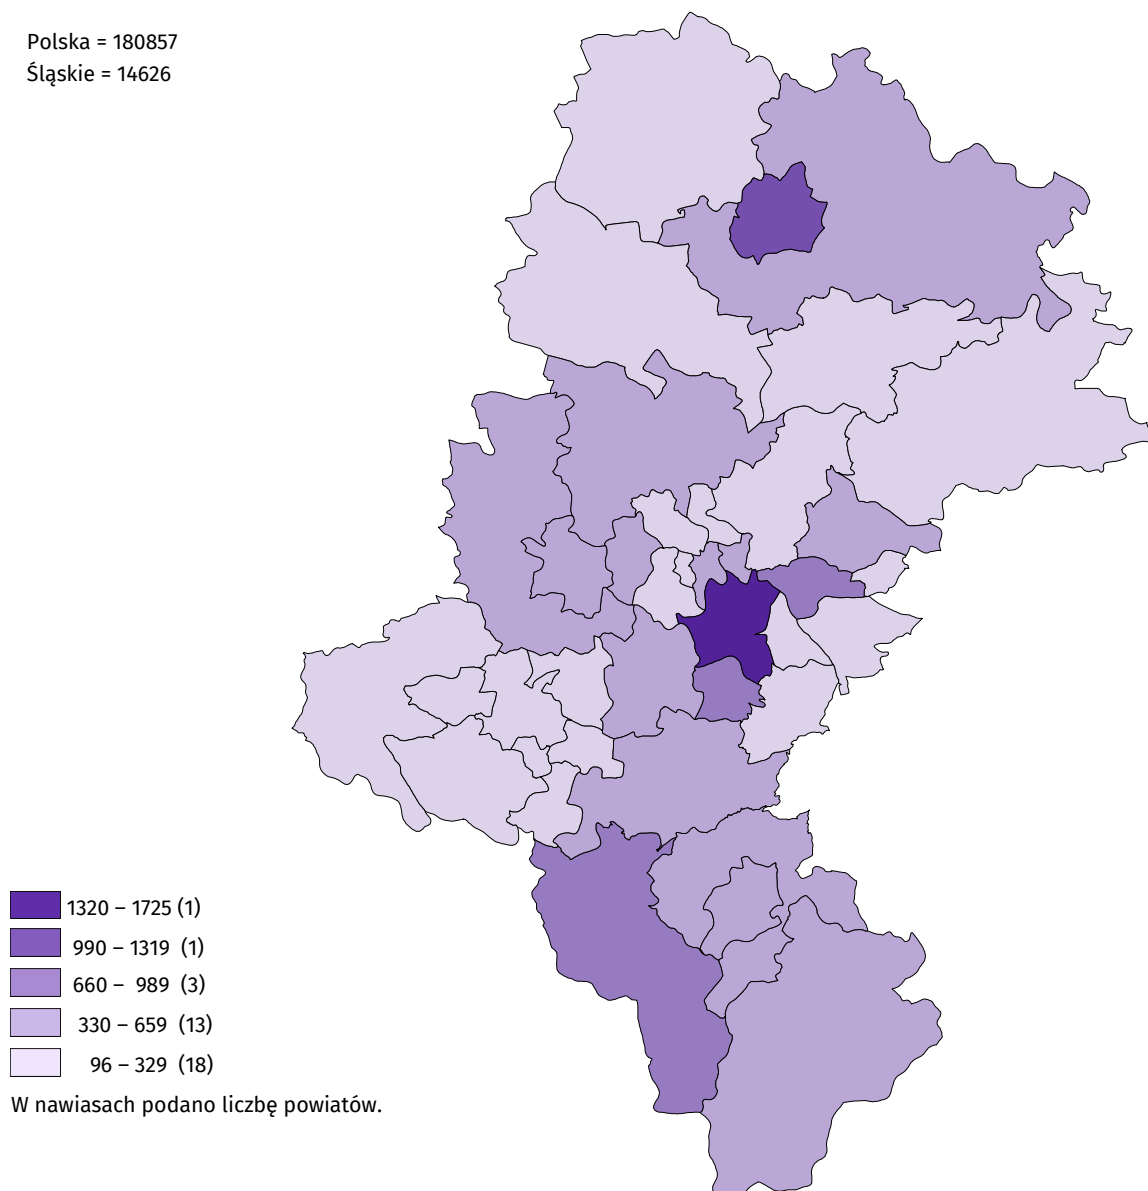 Polska = 180857
Śląskie = 14626
1320 – 1725 (1)
990 – 1319 (1)
660 – 989 (3)
330 – 659 (13)
96 – 329 (18)
W nawiasach podano liczbę powiatów.